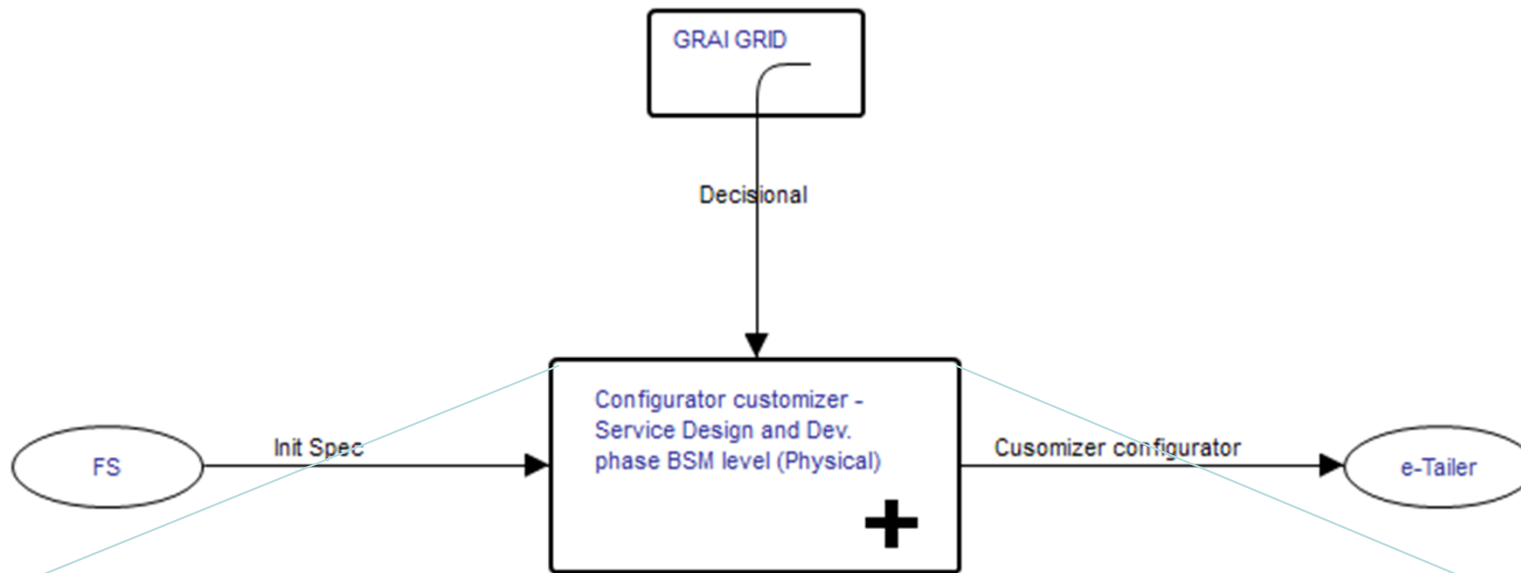 GRAI GRID
Decisional
Configurator customizer -
Service Design and Dev.
phase BSM level (Physical)
FS
Init Spec
Cusomizer configurator
e-Tailer